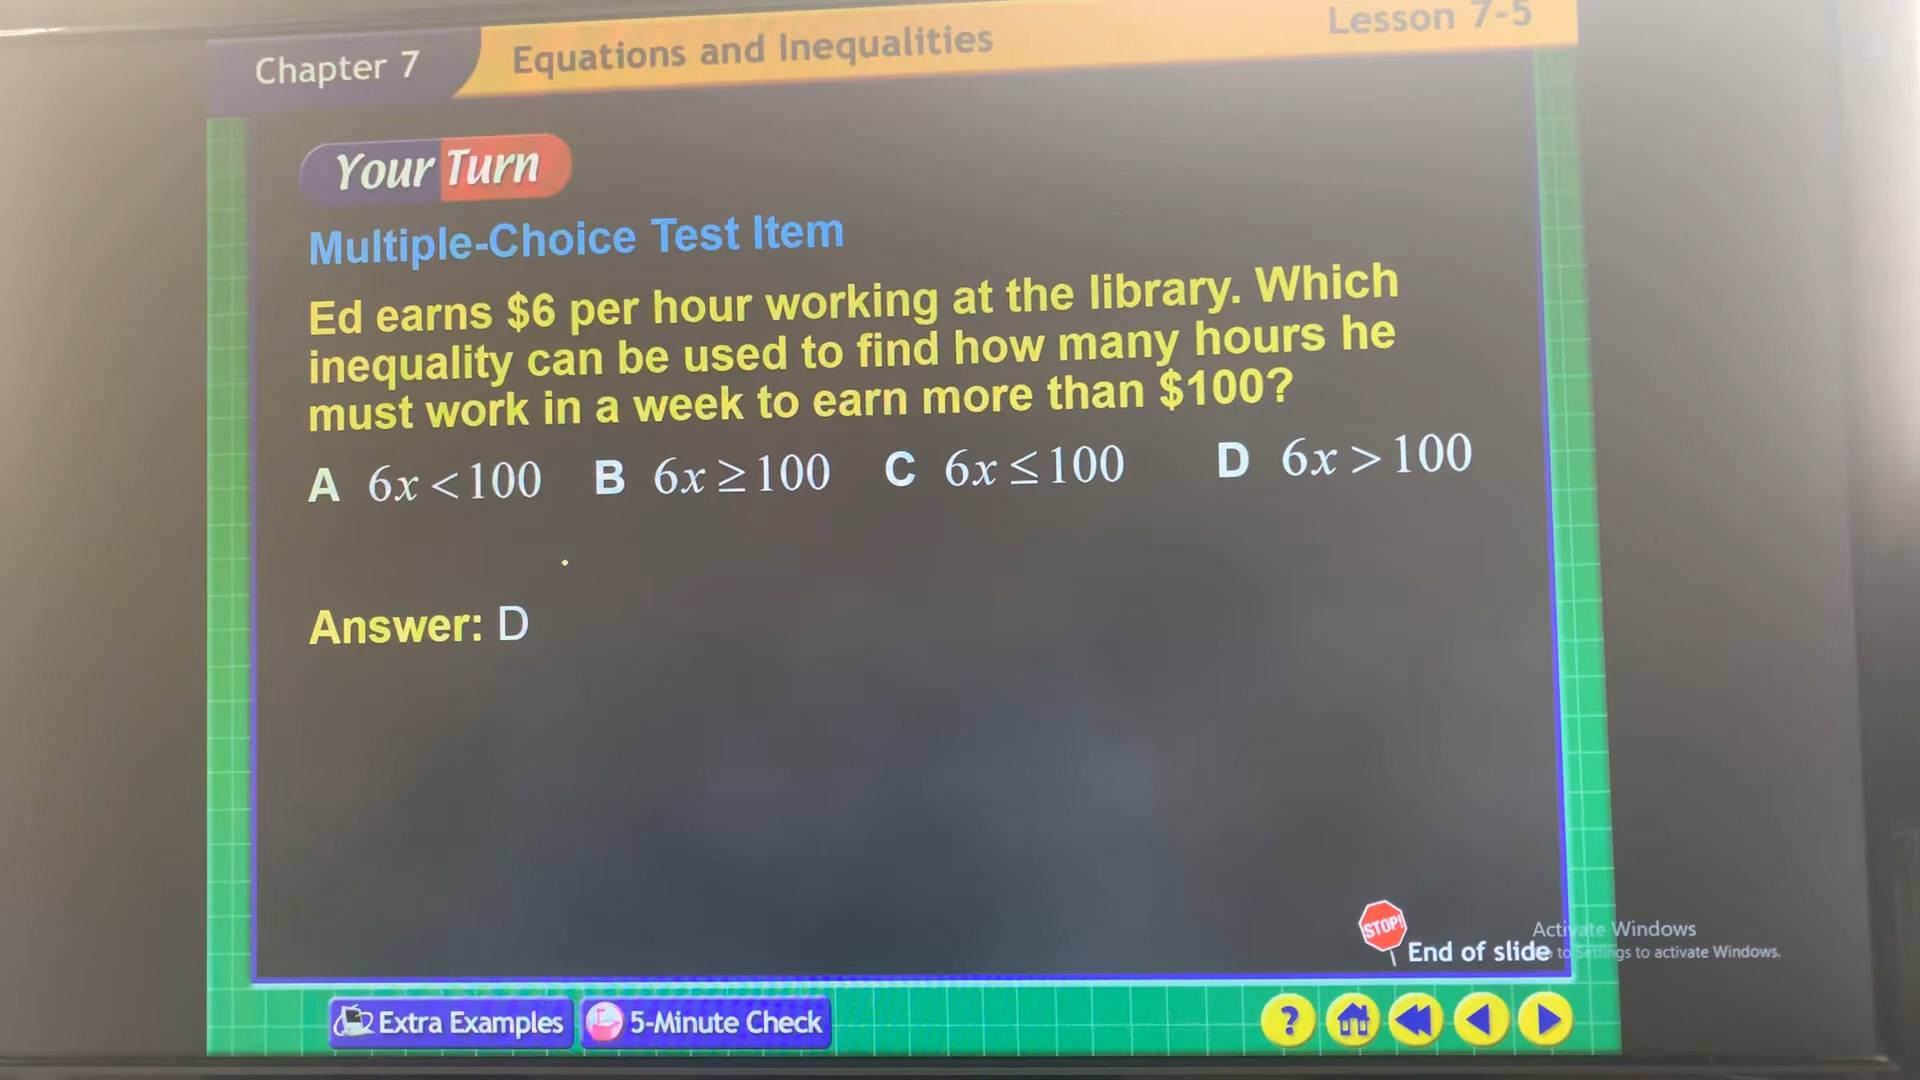 Chapter 7
Equations and Inequalities
Lesson 7-5
Your Turn
Multiple-Choice Test Item
Ed earns $6 per hour working at the library. Which
inequality can be used to find how many hours he
must work in a week to earn more than $100?
A 6x < 100 B 6x ≥ 100 C 6x ≤ 100 D 6x > 100
Answer: D
STOP!
End of slide
Activate Windows
to Settings to activate Windows.
Extra Examples
5-Minute Check
?